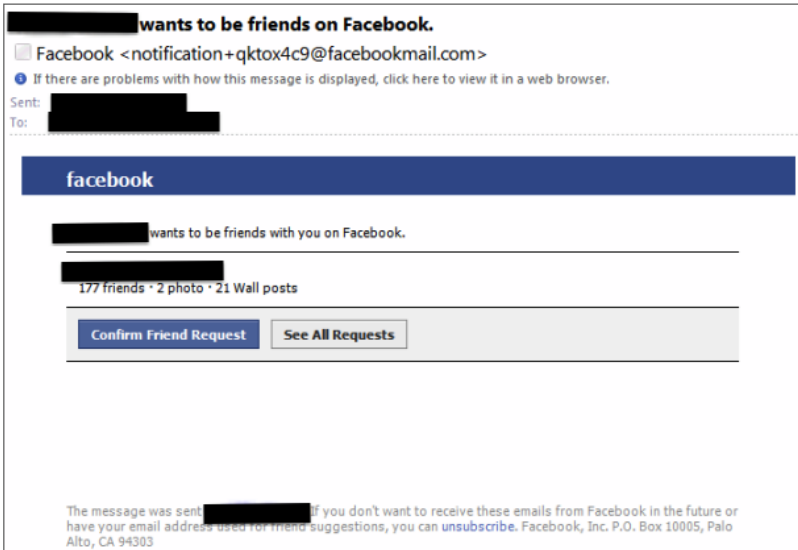 wants to be friends on Facebook.
Facebook <notification+qktox4c9@facebookmail.com>
If there are problems with how this message is displayed, click here to view it in a web browser.
Sent:
To:
facebook
wants to be friends with you on Facebook.
177 friends · 2 photo · 21 Wall posts
Confirm Friend Request See All Requests
The message was sent If you don't want to receive these emails from Facebook in the future or
have your email address used for friend suggestions, you can unsubscribe. Facebook, Inc. P.O. Box 10005, Palo
Alto, CA 94303